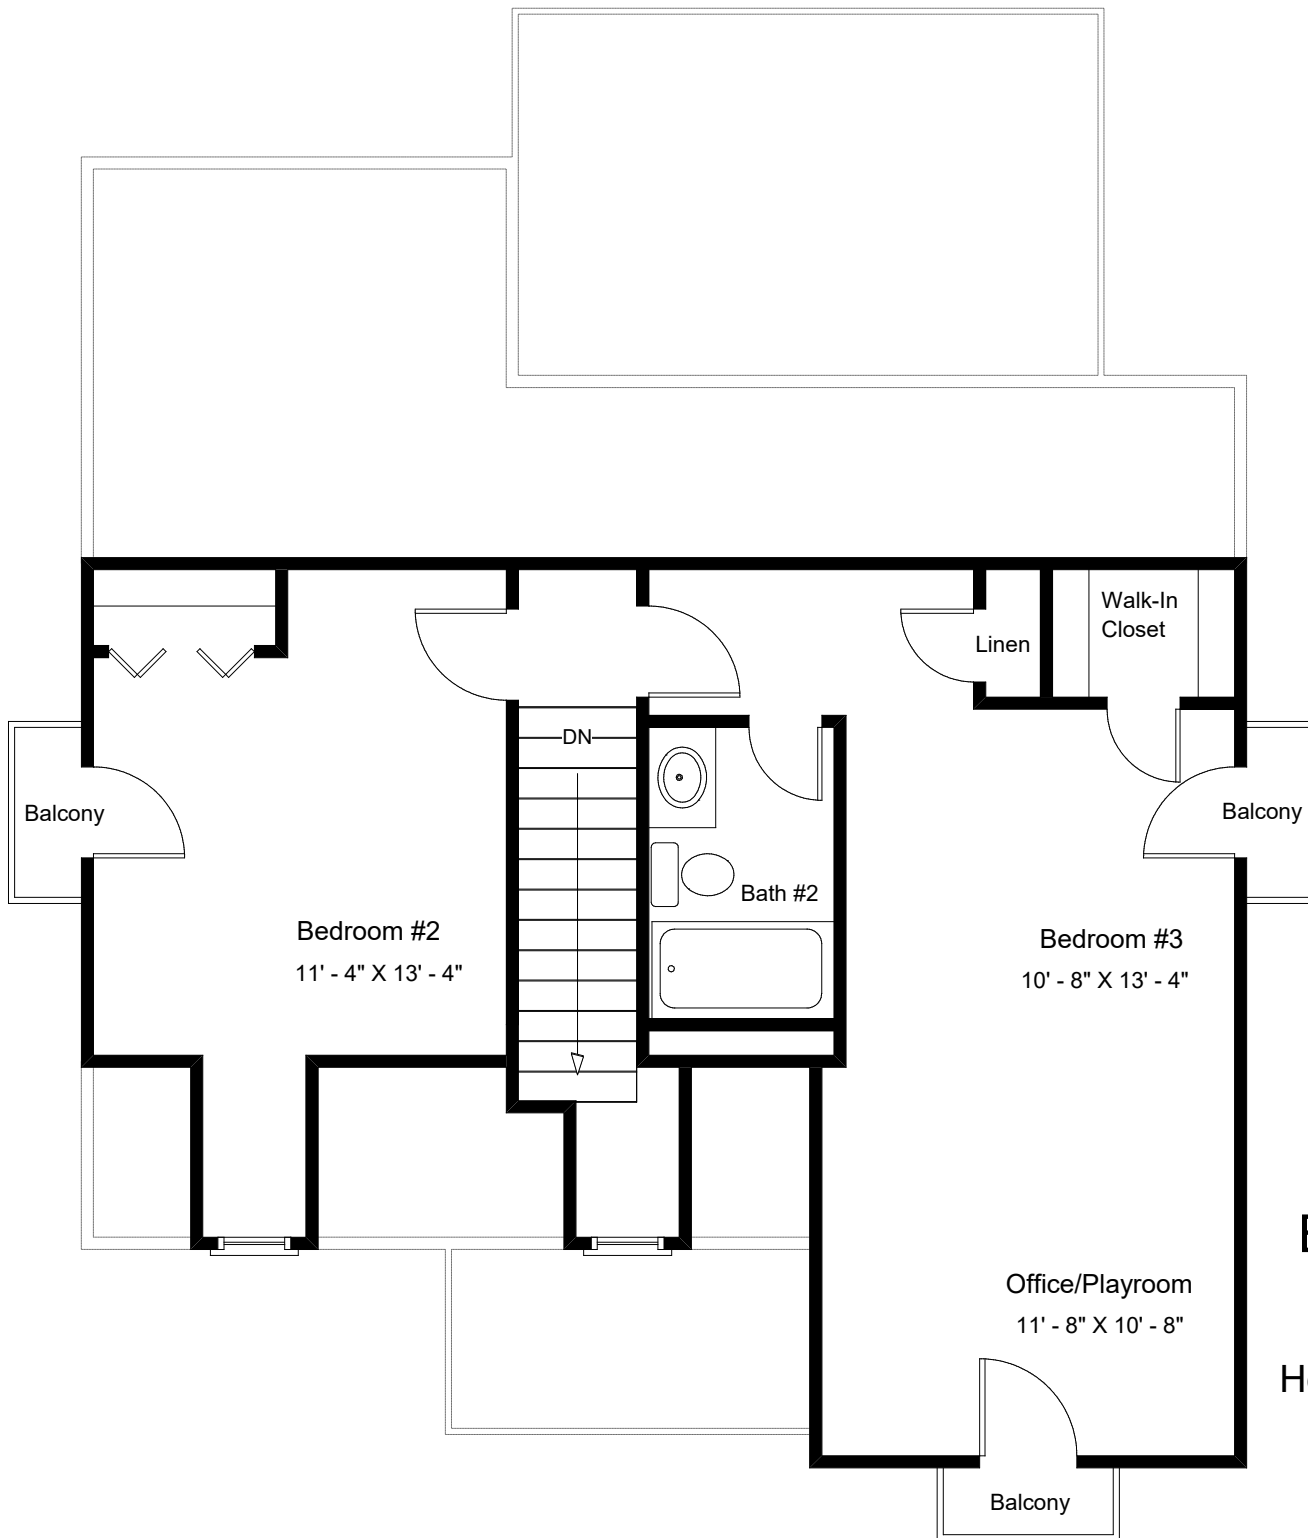 Walk-In
Closet
Linen
DN
Balcony
Balcony
Bath #2
Bedroom #2
11' - 4" X 13' - 4"
Bedroom #3
10' - 8" X 13' - 4"
Office/Playroom
11' - 8" X 10' - 8"
Balcony